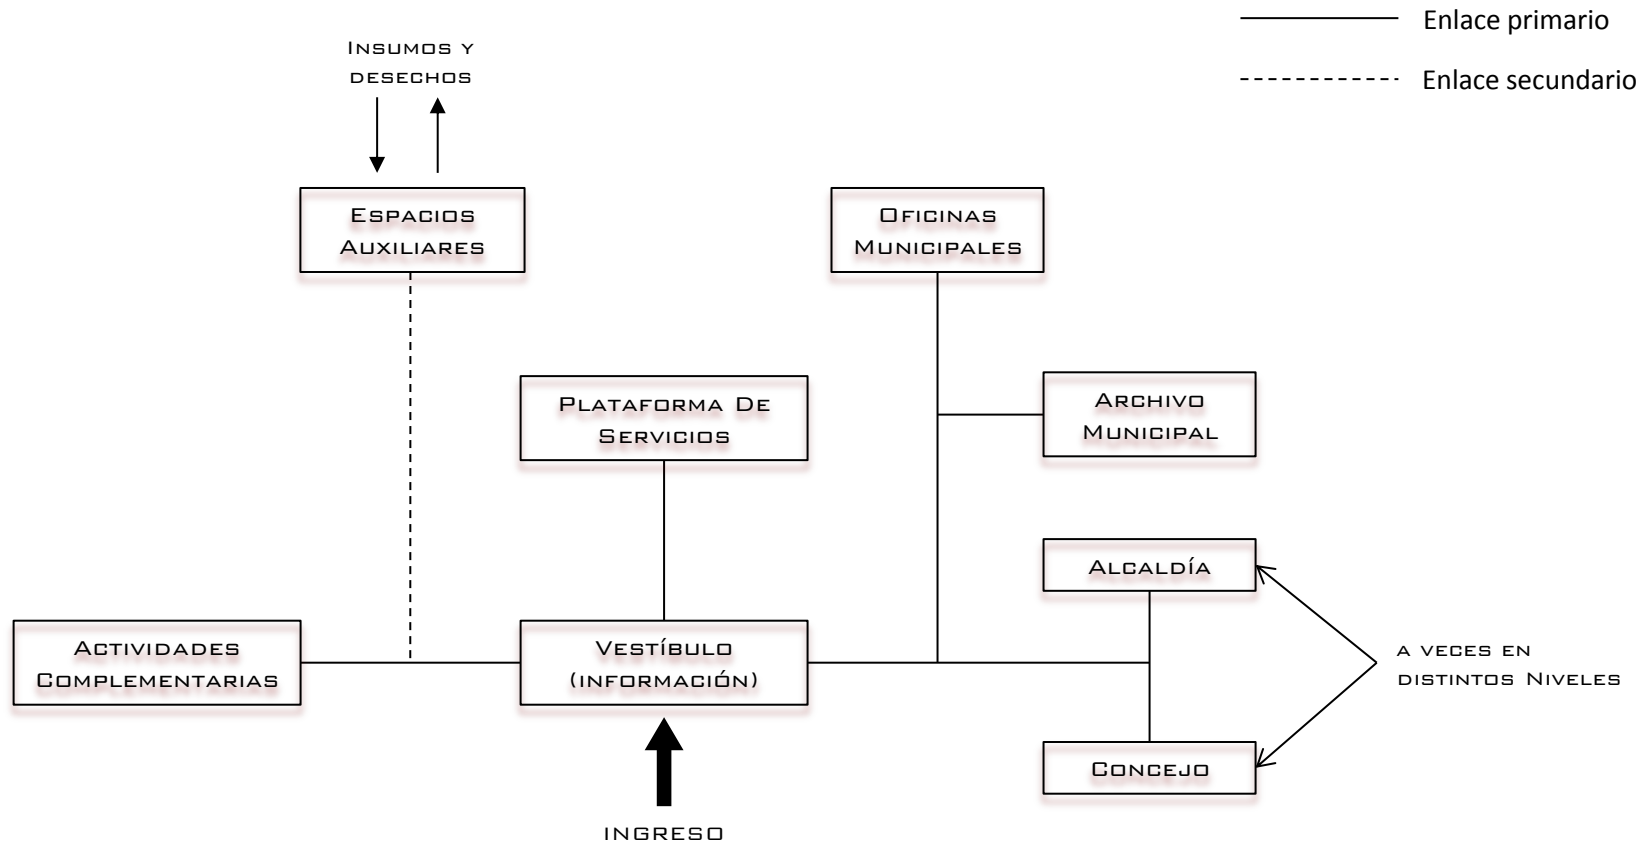 Enlace primario
Enlace secundario
INSUMOS Y
DESECHOS
ESPACIOS
AUXILIARES
OFICINAS
MUNICIPALES
PLATAFORMA DE
SERVICIOS
ARCHIVO
MUNICIPAL
ALCALDÍA
ACTIVIDADES
COMPLEMENTARIAS
VESTÍBULO
(INFORMACIÓN)
A VECES EN
DISTINTOS NIVELES
CONCEJO
INGRESO